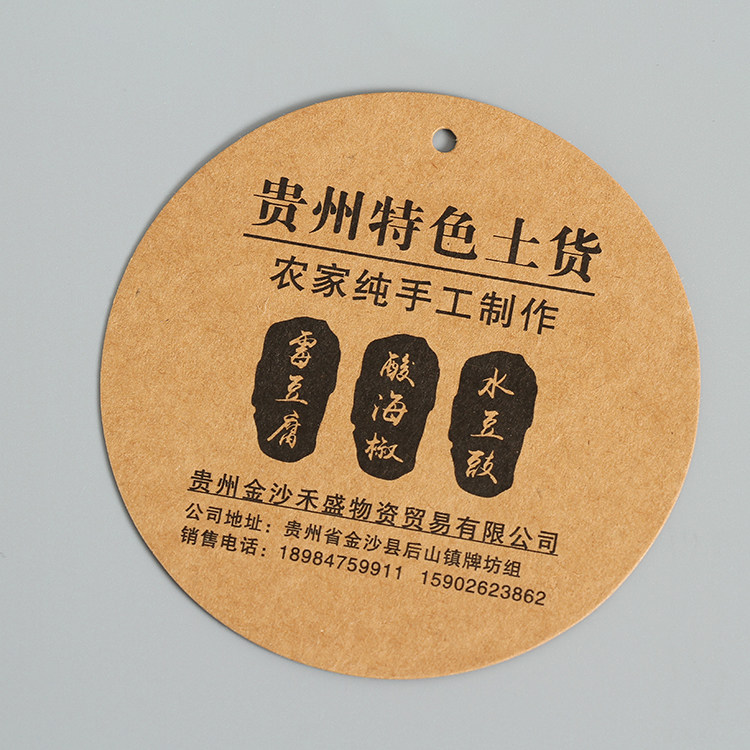 贵州特色土货
农家纯手工制作
霉豆腐
酸海椒
水豆豉
贵州金沙禾盛物资贸易有限公司
公司地址：贵州省金沙县后山镇牌坊组
销售电话：18984759911 15902623862